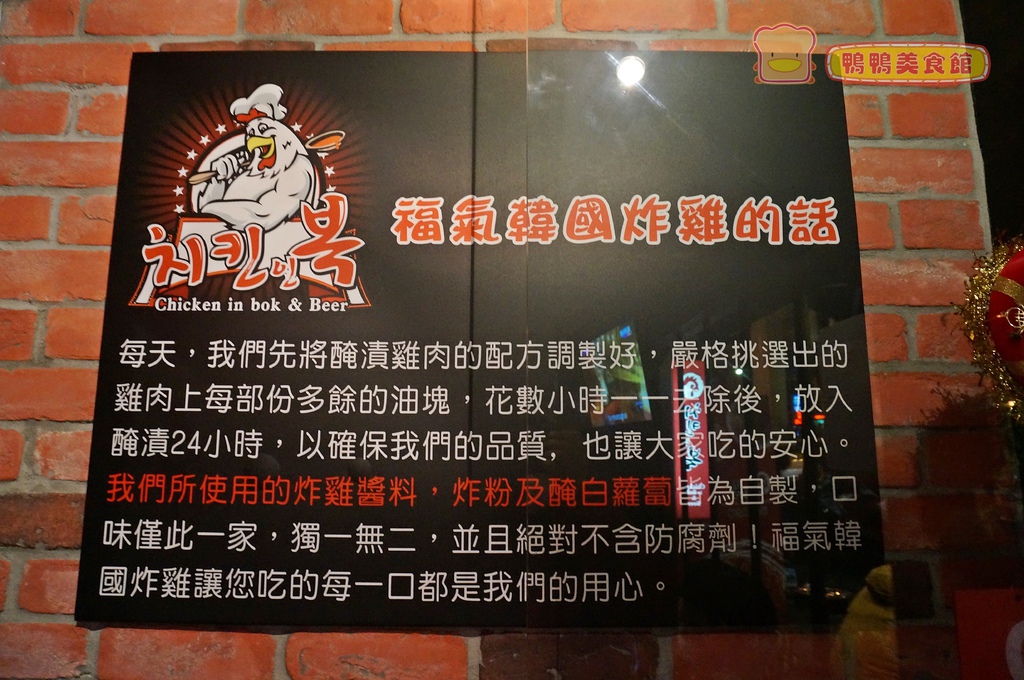 鴨鴨美食館
치킨인복
Chicken in bok & Beer
福氣韓國炸雞的話
每天，我們先將醃漬雞肉的配方調製好，嚴格挑選出的
雞肉上每部份多餘的油塊，花數小時一一去除後，放入
醃漬24小時，以確保我們的品質，也讓大家吃的安心。
我們所使用的炸雞醬料，炸粉及醃白蘿蔔皆為自製，口
味僅此一家，獨一無二，並且絕對不含防腐劑！福氣韓
國炸雞讓您吃的每一口都是我們的用心。